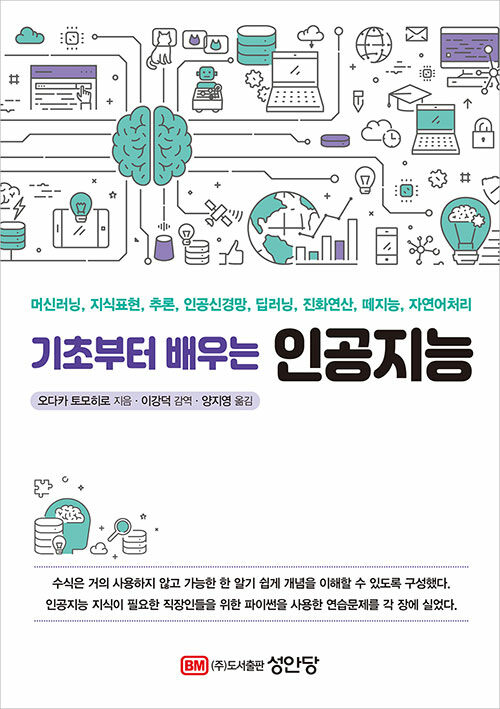 머신러닝, 지식표현, 추론, 인공신경망, 딥러닝, 진화연산, 떼지능, 자연어처리
기초부터 배우는 인공지능
오다카 토모히로 지음 · 이강덕 감역 · 양지영 옮김
수식은 거의 사용하지 않고 가능한 한 알기 쉽게 개념을 이해할 수 있도록 구성했다.
인공지능 지식이 필요한 직장인들을 위한 파이썬을 사용한 연습문제를 각 장에 실었다.
BM (주)도서출판 성안당